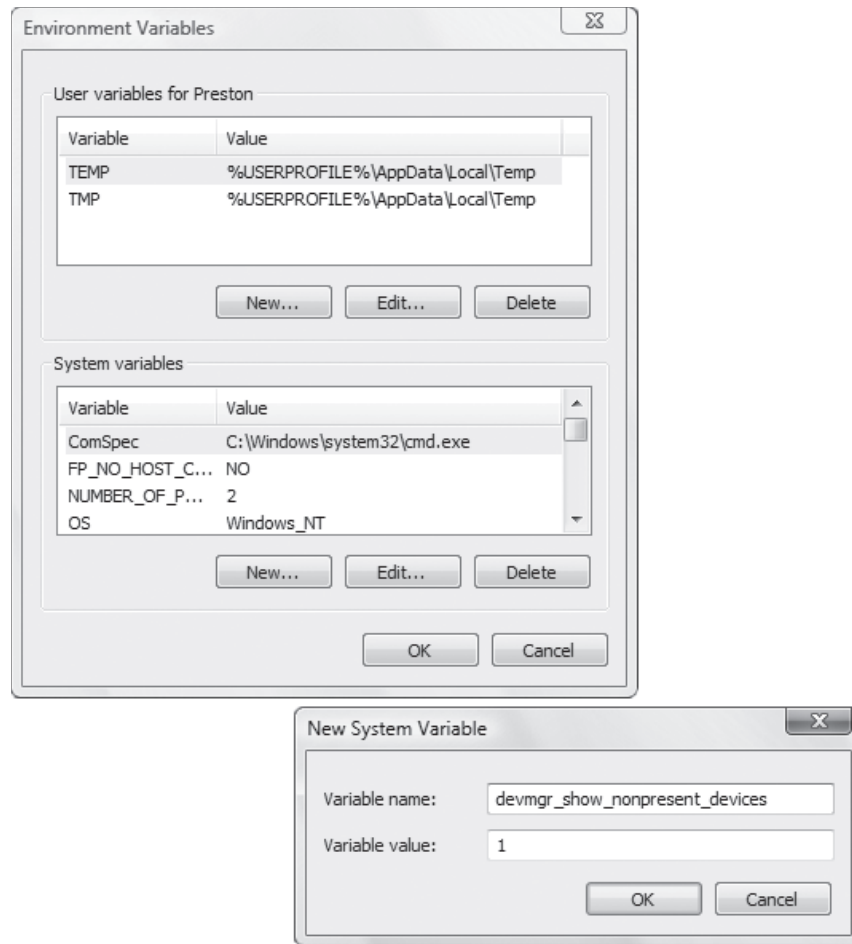 Environment Variables
User variables for Preston
Variable Value
TEMP %USERPROFILE%\AppData\Local\Temp
TMP %USERPROFILE%\AppData\Local\Temp
New... Edit... Delete
System variables
Variable Value
ComSpec C:\Windows\system32\cmd.exe
FP_NO_HOST_C... NO
NUMBER_OF_P... 2
OS Windows_NT
New... Edit... Delete
OK Cancel
New System Variable
Variable name: devmgr_show_nonpresent_devices
Variable value: 1
OK Cancel